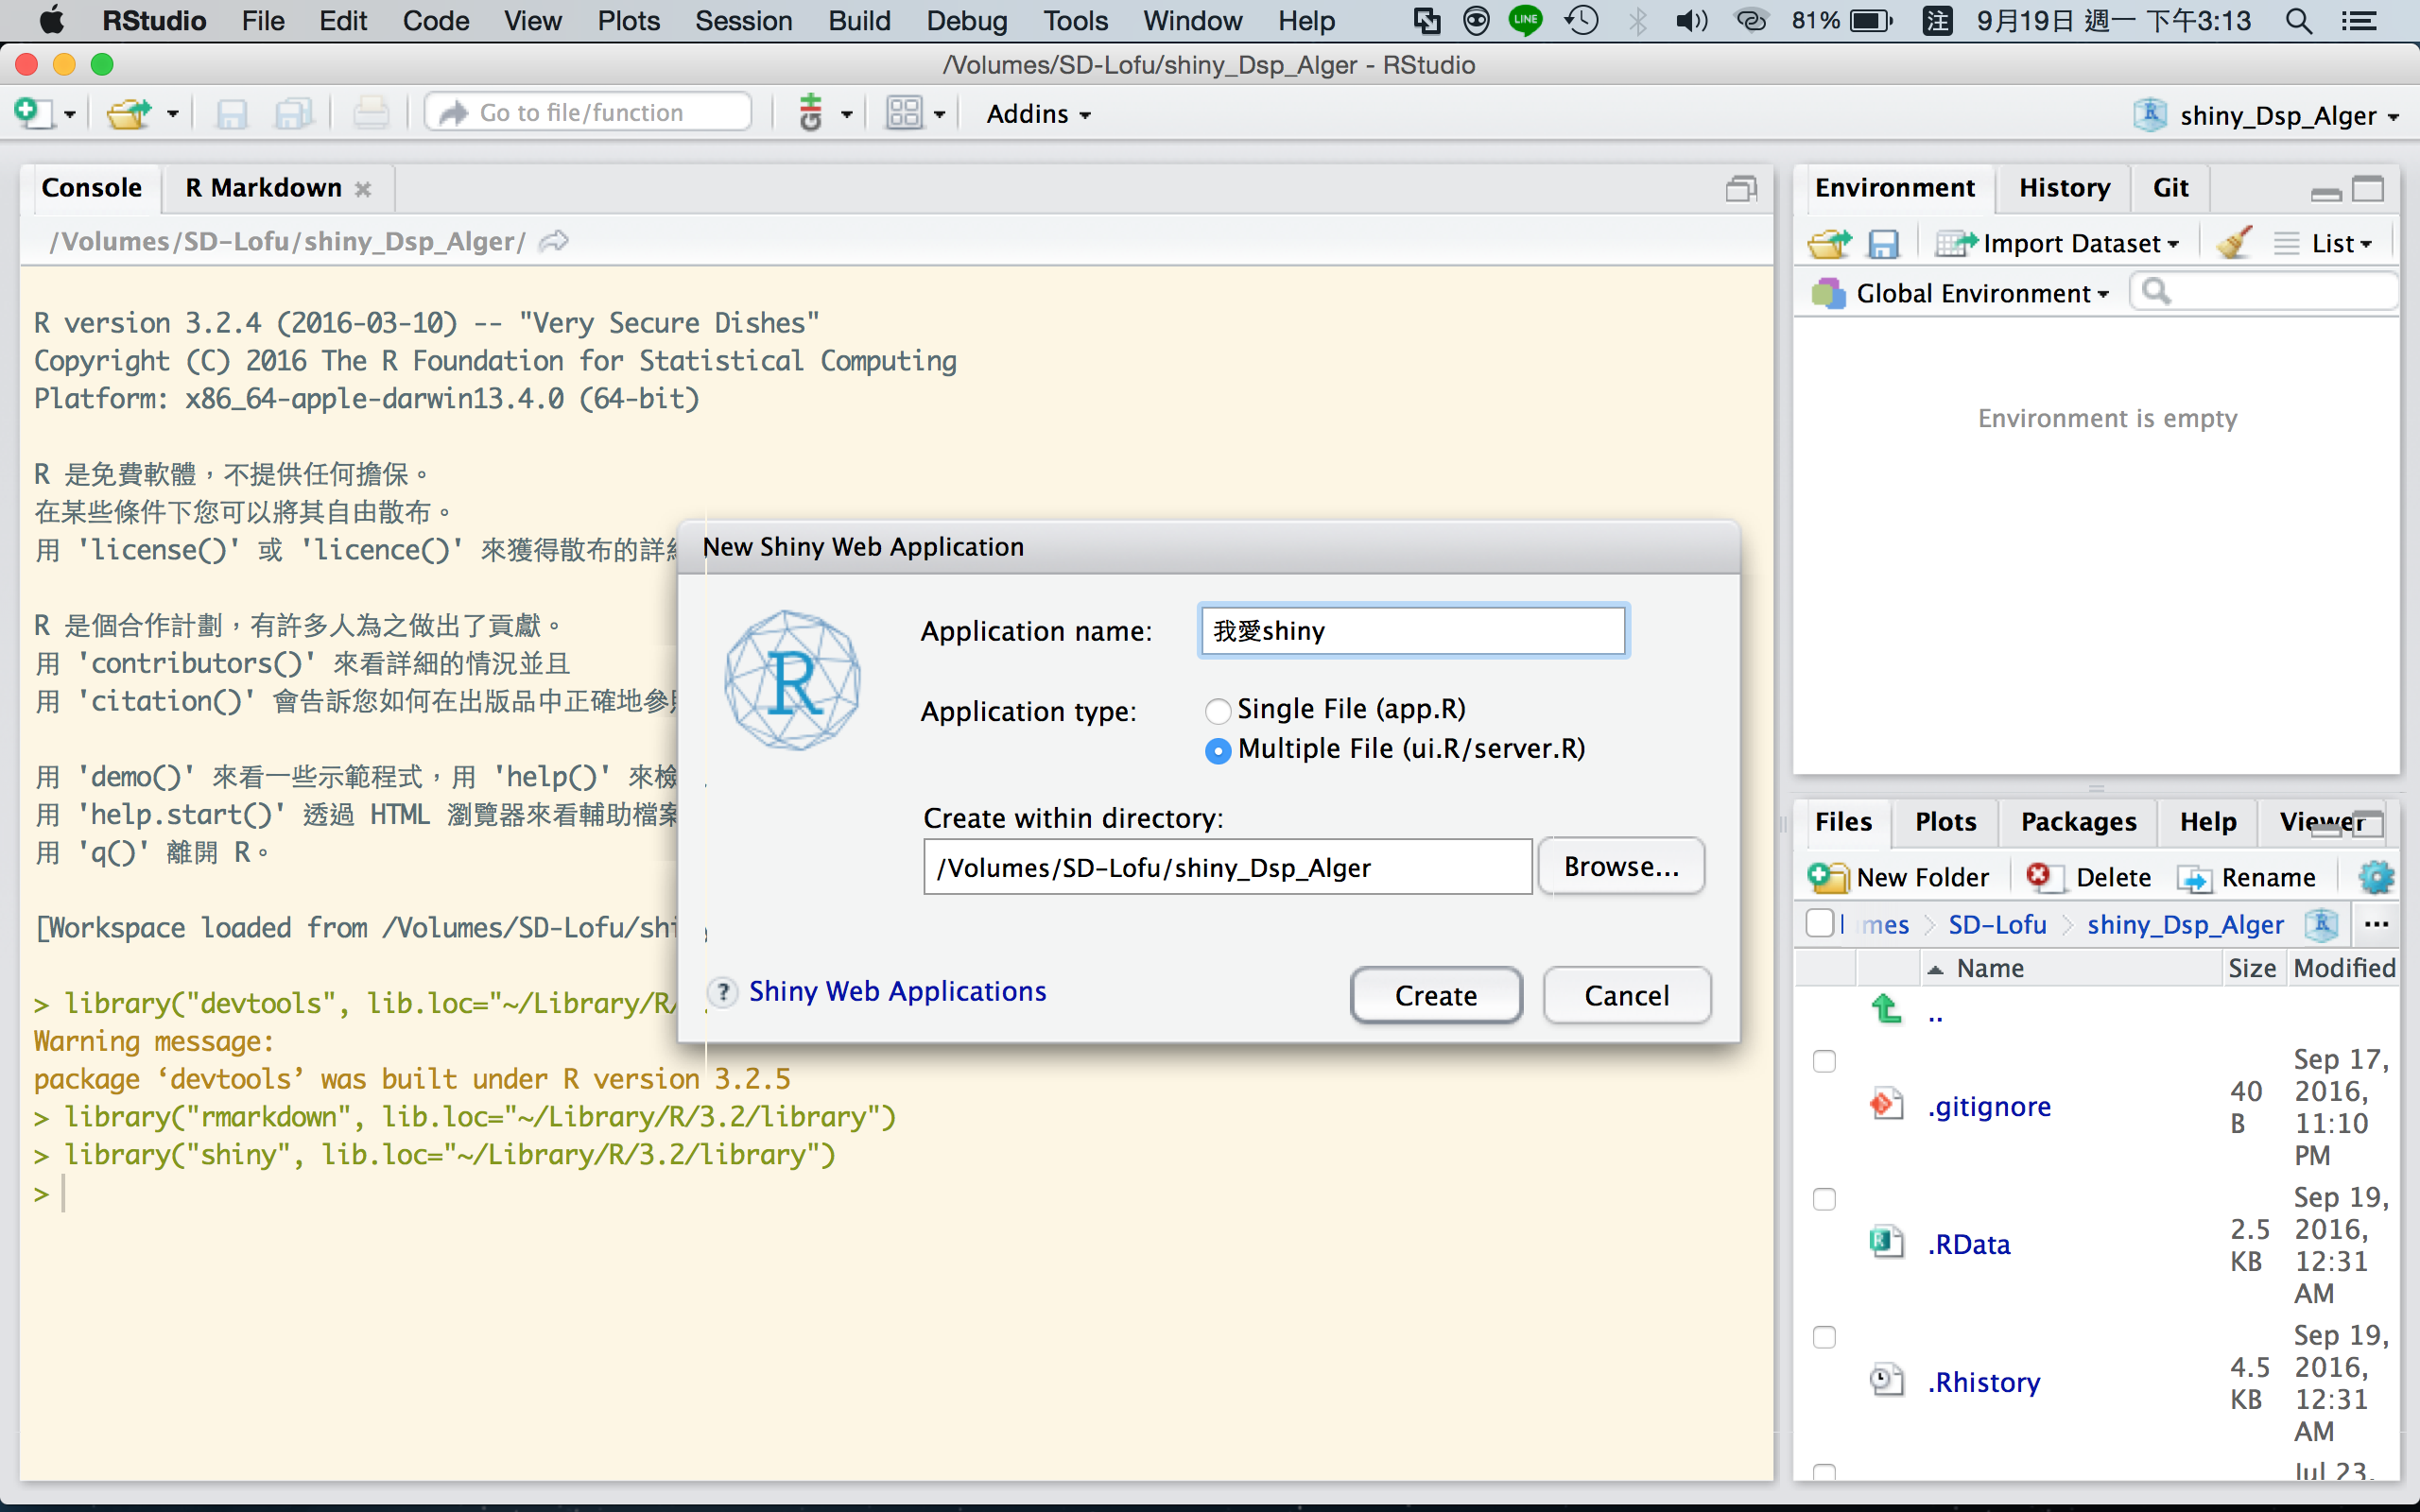 RStudio File Edit Code View Plots Session Build Debug Tools Window Help LINE 81% 注 9月19日 週一 下午3:13
/Volumes/SD-Lofu/shiny_Dsp_Alger - RStudio
Go to file/function Addins shiny_Dsp_Alger
Console R Markdown
/Volumes/SD-Lofu/shiny_Dsp_Alger/
R version 3.2.4 (2016-03-10) -- "Very Secure Dishes"
Copyright (C) 2016 The R Foundation for Statistical Computing
Platform: x86_64-apple-darwin13.4.0 (64-bit)
R 是免費軟體，不提供任何擔保。
在某些條件下您可以將其自由散布。
用 'license()' 或 'licence()' 來獲得散布的詳
R 是個合作計劃，有許多人為之做出了貢獻。
用 'contributors()' 來看詳細的情況並且
用 'citation()' 會告訴您如何在出版品中正確地參
用 'demo()' 來看一些示範程式，用 'help()' 來檢
用 'help.start()' 透過 HTML 瀏覽器來看輔助檔案
用 'q()' 離開 R。
[Workspace loaded from /Volumes/SD-Lofu/shi
> library("devtools", lib.loc="~/Library/R/
Warning message:
package ‘devtools’ was built under R version 3.2.5
> library("rmarkdown", lib.loc="~/Library/R/3.2/library")
> library("shiny", lib.loc="~/Library/R/3.2/library")
>
New Shiny Web Application
R
Application name: 我愛shiny
Application type: Single File (app.R)
Multiple File (ui.R/server.R)
Create within directory:
/Volumes/SD-Lofu/shiny_Dsp_Alger Browse...
? Shiny Web Applications Create Cancel
Environment History Git
Import Dataset List
Global Environment
Environment is empty
Files Plots Packages Help Viewer
New Folder Delete Rename
mes SD-Lofu shiny_Dsp_Alger ...
Name Size Modified
..
.gitignore 40 B Sep 17, 2016, 11:10 PM
.RData 2.5 KB Sep 19, 2016, 12:31 AM
.Rhistory 4.5 KB Sep 19, 2016, 12:31 AM
Jul 23,